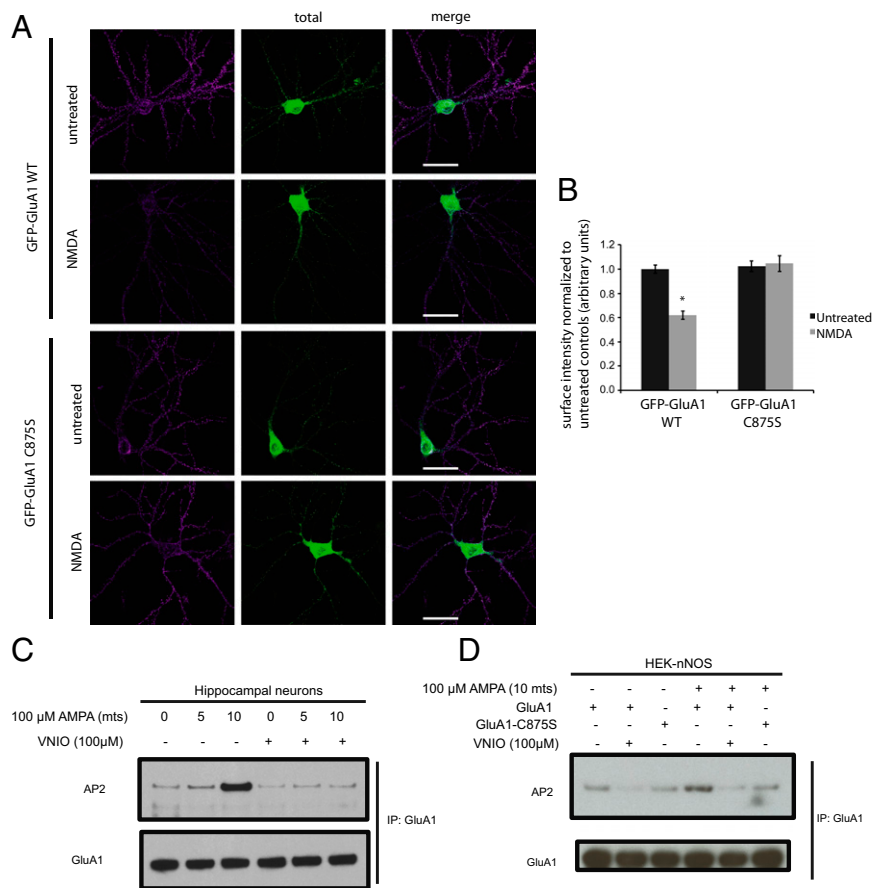 A
total
merge
GFP-GluA1 WT
untreated
NMDA
GFP-GluA1 C875S
untreated
NMDA
B
surface intensity normalized to
untreated controls (arbitrary units)
1.2
1.0
0.8
0.6
0.4
0.2
0.0
*
GFP-GluA1
WT
GFP-GluA1
C875S
Untreated
NMDA
C
Hippocampal neurons
100 µM AMPA (mts) 0 5 10 0 5 10
VNIO (100µM) - - - + + +
AP2
GluA1
IP: GluA1
D
HEK-nNOS
100 µM AMPA (10 mts) - - - + + +
GluA1 + + - + + -
GluA1-C875S - - + - - +
VNIO (100µM) - + - - + -
AP2
GluA1
IP: GluA1